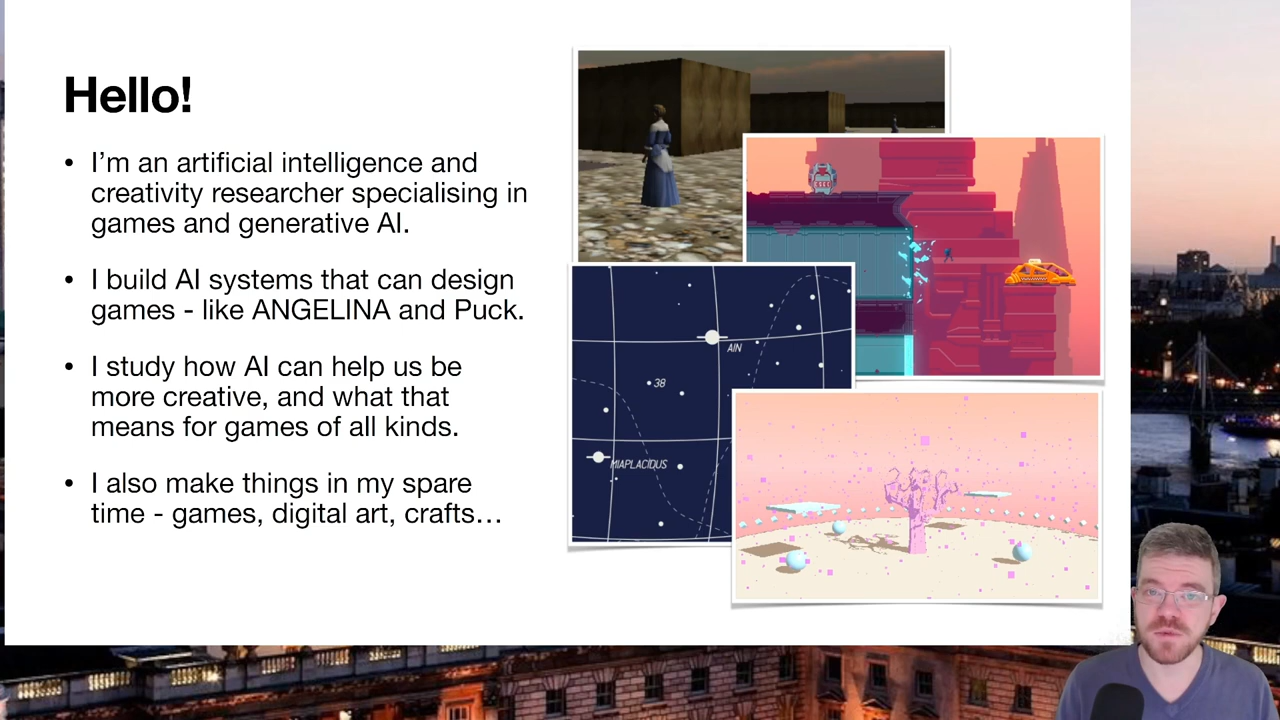 Hello!
• I’m an artificial intelligence and
creativity researcher specialising in
games and generative AI.
• I build AI systems that can design
games - like ANGELINA and Puck.
• I study how AI can help us be
more creative, and what that
means for games of all kinds.
• I also make things in my spare
time - games, digital art, crafts…
AIN
38
MIAPLACIDUS